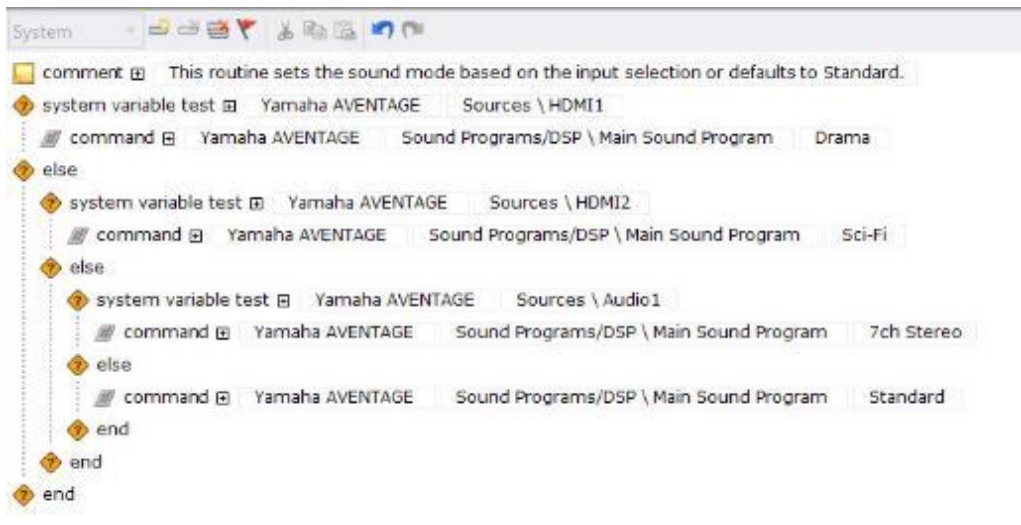 System
comment This routine sets the sound mode based on the input selection or defaults to Standard.
system variable test Yamaha AVENTAGE Sources \ HDMI1
command Yamaha AVENTAGE Sound Programs/DSP \ Main Sound Program Drama
else
system variable test Yamaha AVENTAGE Sources \ HDMI2
command Yamaha AVENTAGE Sound Programs/DSP \ Main Sound Program Sci-Fi
else
system variable test Yamaha AVENTAGE Sources \ Audio1
command Yamaha AVENTAGE Sound Programs/DSP \ Main Sound Program 7ch Stereo
else
command Yamaha AVENTAGE Sound Programs/DSP \ Main Sound Program Standard
end
end
end